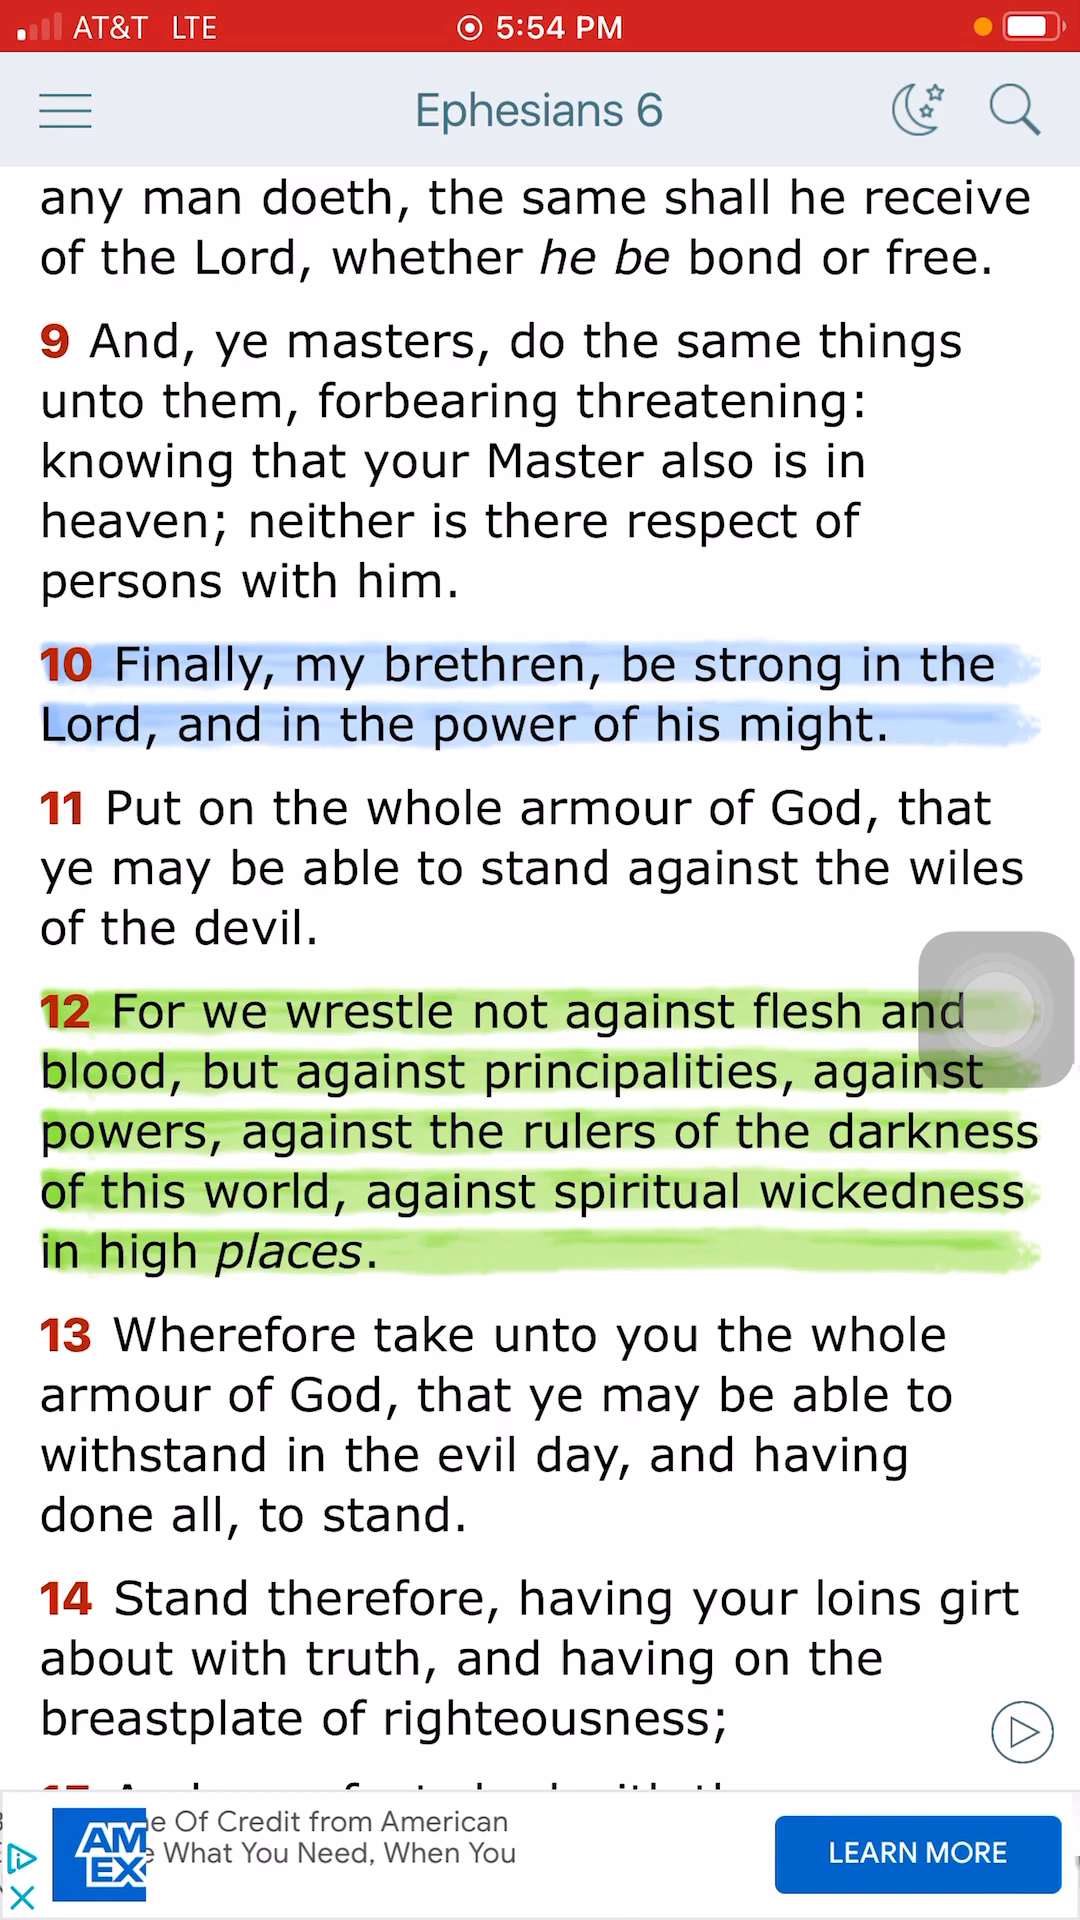 AT&T LTE 5:54 PM
Ephesians 6
any man doeth, the same shall he receive
of the Lord, whether he be bond or free.
9 And, ye masters, do the same things
unto them, forbearing threatening:
knowing that your Master also is in
heaven; neither is there respect of
persons with him.
10 Finally, my brethren, be strong in the
Lord, and in the power of his might.
11 Put on the whole armour of God, that
ye may be able to stand against the wiles
of the devil.
12 For we wrestle not against flesh and
blood, but against principalities, against
powers, against the rulers of the darkness
of this world, against spiritual wickedness
in high places.
13 Wherefore take unto you the whole
armour of God, that ye may be able to
withstand in the evil day, and having
done all, to stand.
14 Stand therefore, having your loins girt
about with truth, and having on the
breastplate of righteousness;
AM
EX
Of Credit from American
What You Need, When You
LEARN MORE